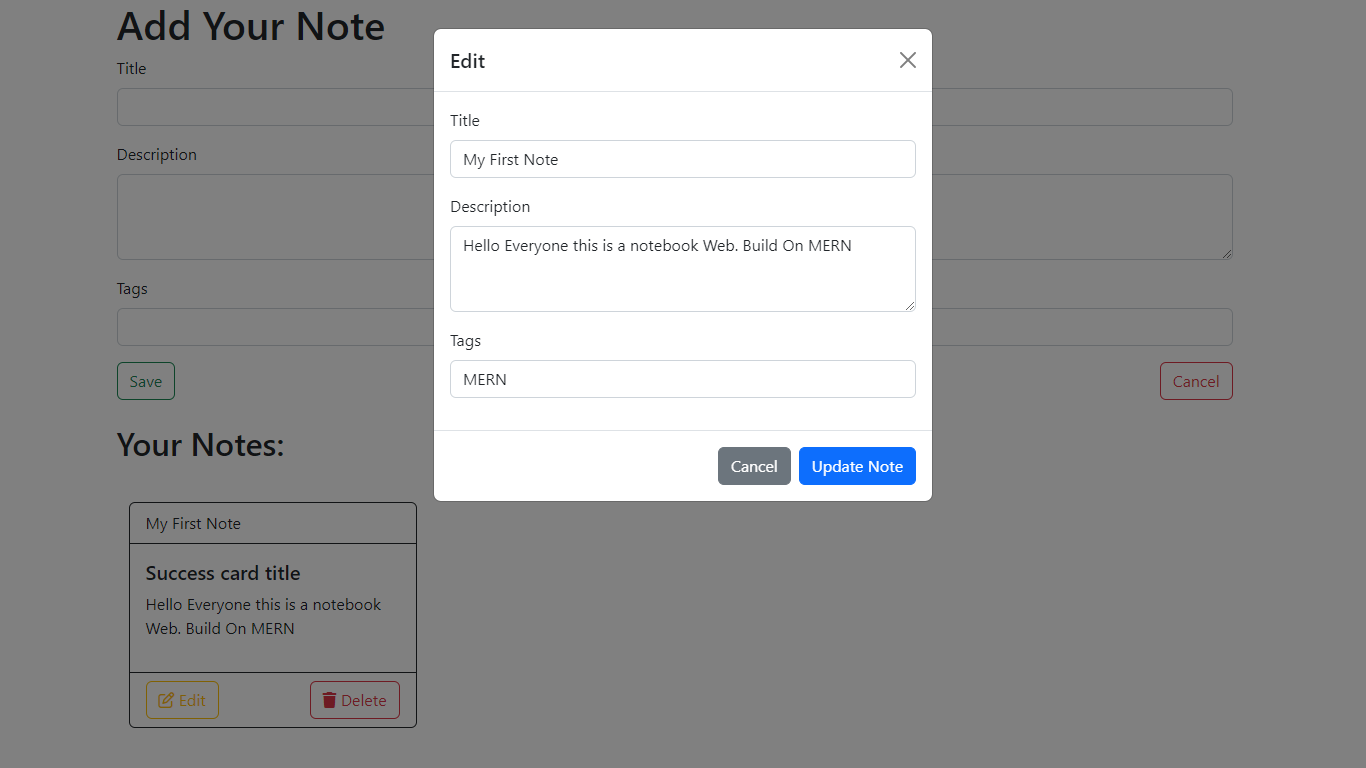 Add Your Note
Title
Description
Tags
Save
Cancel
Edit
Title
My First Note
Description
Hello Everyone this is a notebook Web. Build On MERN
Tags
MERN
Cancel
Update Note
Your Notes:
My First Note
Success card title
Hello Everyone this is a notebook
Web. Build On MERN
Edit
Delete